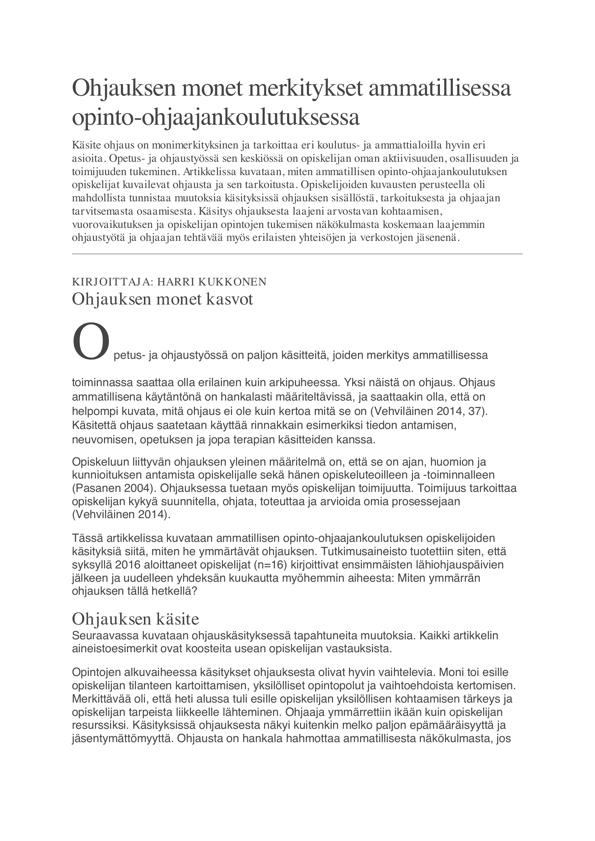 Ohjauksen monet merkitykset ammatillisessa
opinto-ohjaajankoulutuksessa
Käsite ohjaus on monimerkityksinen ja tarkoittaa eri koulutus- ja ammattialoilla hyvin eri
asioita. Opetus- ja ohjaustyössä sen keskiössä on opiskelijan oman aktiivisuuden, osallisuuden ja
toimijuuden tukeminen. Artikkelissa kuvataan, miten ammatillisen opinto-ohjaajankoulutuksen
opiskelijat kuvailevat ohjausta ja sen tarkoitusta. Opiskelijoiden kuvausten perusteella oli
mahdollista tunnistaa muutoksia käsityksissä ohjauksen sisällöstä, tarkoituksesta ja ohjaajan
tarvitsemasta osaamisesta. Käsitys ohjauksesta laajeni arvostavan kohtaamisen,
vuorovaikutuksen ja opiskelijan opintojen tukemisen näkökulmasta koskemaan laajemmin
ohjaustyötä ja ohjaajan tehtävää myös erilaisten yhteisöjen ja verkostojen jäsenenä.
KIRJOITTAJA: HARRI KUKKONEN
Ohjauksen monet kasvot
Opetus- ja ohjaustyössä on paljon käsitteitä, joiden merkitys ammatillisessa
toiminnassa saattaa olla erilainen kuin arkipuheessa. Yksi näistä on ohjaus. Ohjaus
ammatillisena käytäntönä on hankalasti määriteltävissä, ja saattaakin olla, että on
helpompi kuvata, mitä ohjaus ei ole kuin kertoa mitä se on (Vehviläinen 2014, 37).
Käsitettä ohjaus saatetaan käyttää rinnakkain esimerkiksi tiedon antamisen,
neuvomisen, opetuksen ja jopa terapian käsitteiden kanssa.
Opiskeluun liittyvän ohjauksen yleinen määritelmä on, että se on ajan, huomion ja
kunnioituksen antamista opiskelijalle sekä hänen opiskeluteoilleen ja -toiminnalleen
(Pasanen 2004). Ohjauksessa tuetaan myös opiskelijan toimijuutta. Toimijuus tarkoittaa
opiskelijan kykyä suunnitella, ohjata, toteuttaa ja arvioida omia prosessejaan
(Vehviläinen 2014).
Tässä artikkelissa kuvataan ammatillisen opinto-ohjaajankoulutuksen opiskelijoiden
käsityksiä siitä, miten he ymmärtävät ohjauksen. Tutkimusaineisto tuotettiin siten, että
syksyllä 2016 aloittaneet opiskelijat (n=16) kirjoittivat ensimmäisten lähiohjauspäivien
jälkeen ja uudelleen yhdeksän kuukautta myöhemmin aiheesta: Miten ymmärrän
ohjauksen tällä hetkellä?
Ohjauksen käsite
Seuraavassa kuvataan ohjauskäsityksessä tapahtuneita muutoksia. Kaikki artikkelin
aineistoesimerkit ovat koosteita usean opiskelijan vastauksista.
Opintojen alkuvaiheessa käsitykset ohjauksesta olivat hyvin vaihtelevia. Moni toi esille
opiskelijan tilanteen kartoittamisen, yksilölliset opintopolut ja vaihtoehdoista kertomisen.
Merkittävää oli, että heti alussa tuli esille opiskelijan yksilöllisen kohtaamisen tärkeys ja
opiskelijan tarpeista liikkeelle lähteminen. Ohjaaja ymmärrettiin ikään kuin opiskelijan
resurssiksi. Käsityksissä ohjauksesta näkyi kuitenkin melko paljon epämääräisyyttä ja
jäsentymättömyyttä. Ohjausta on hankala hahmottaa ammatillisesta näkökulmasta, jos